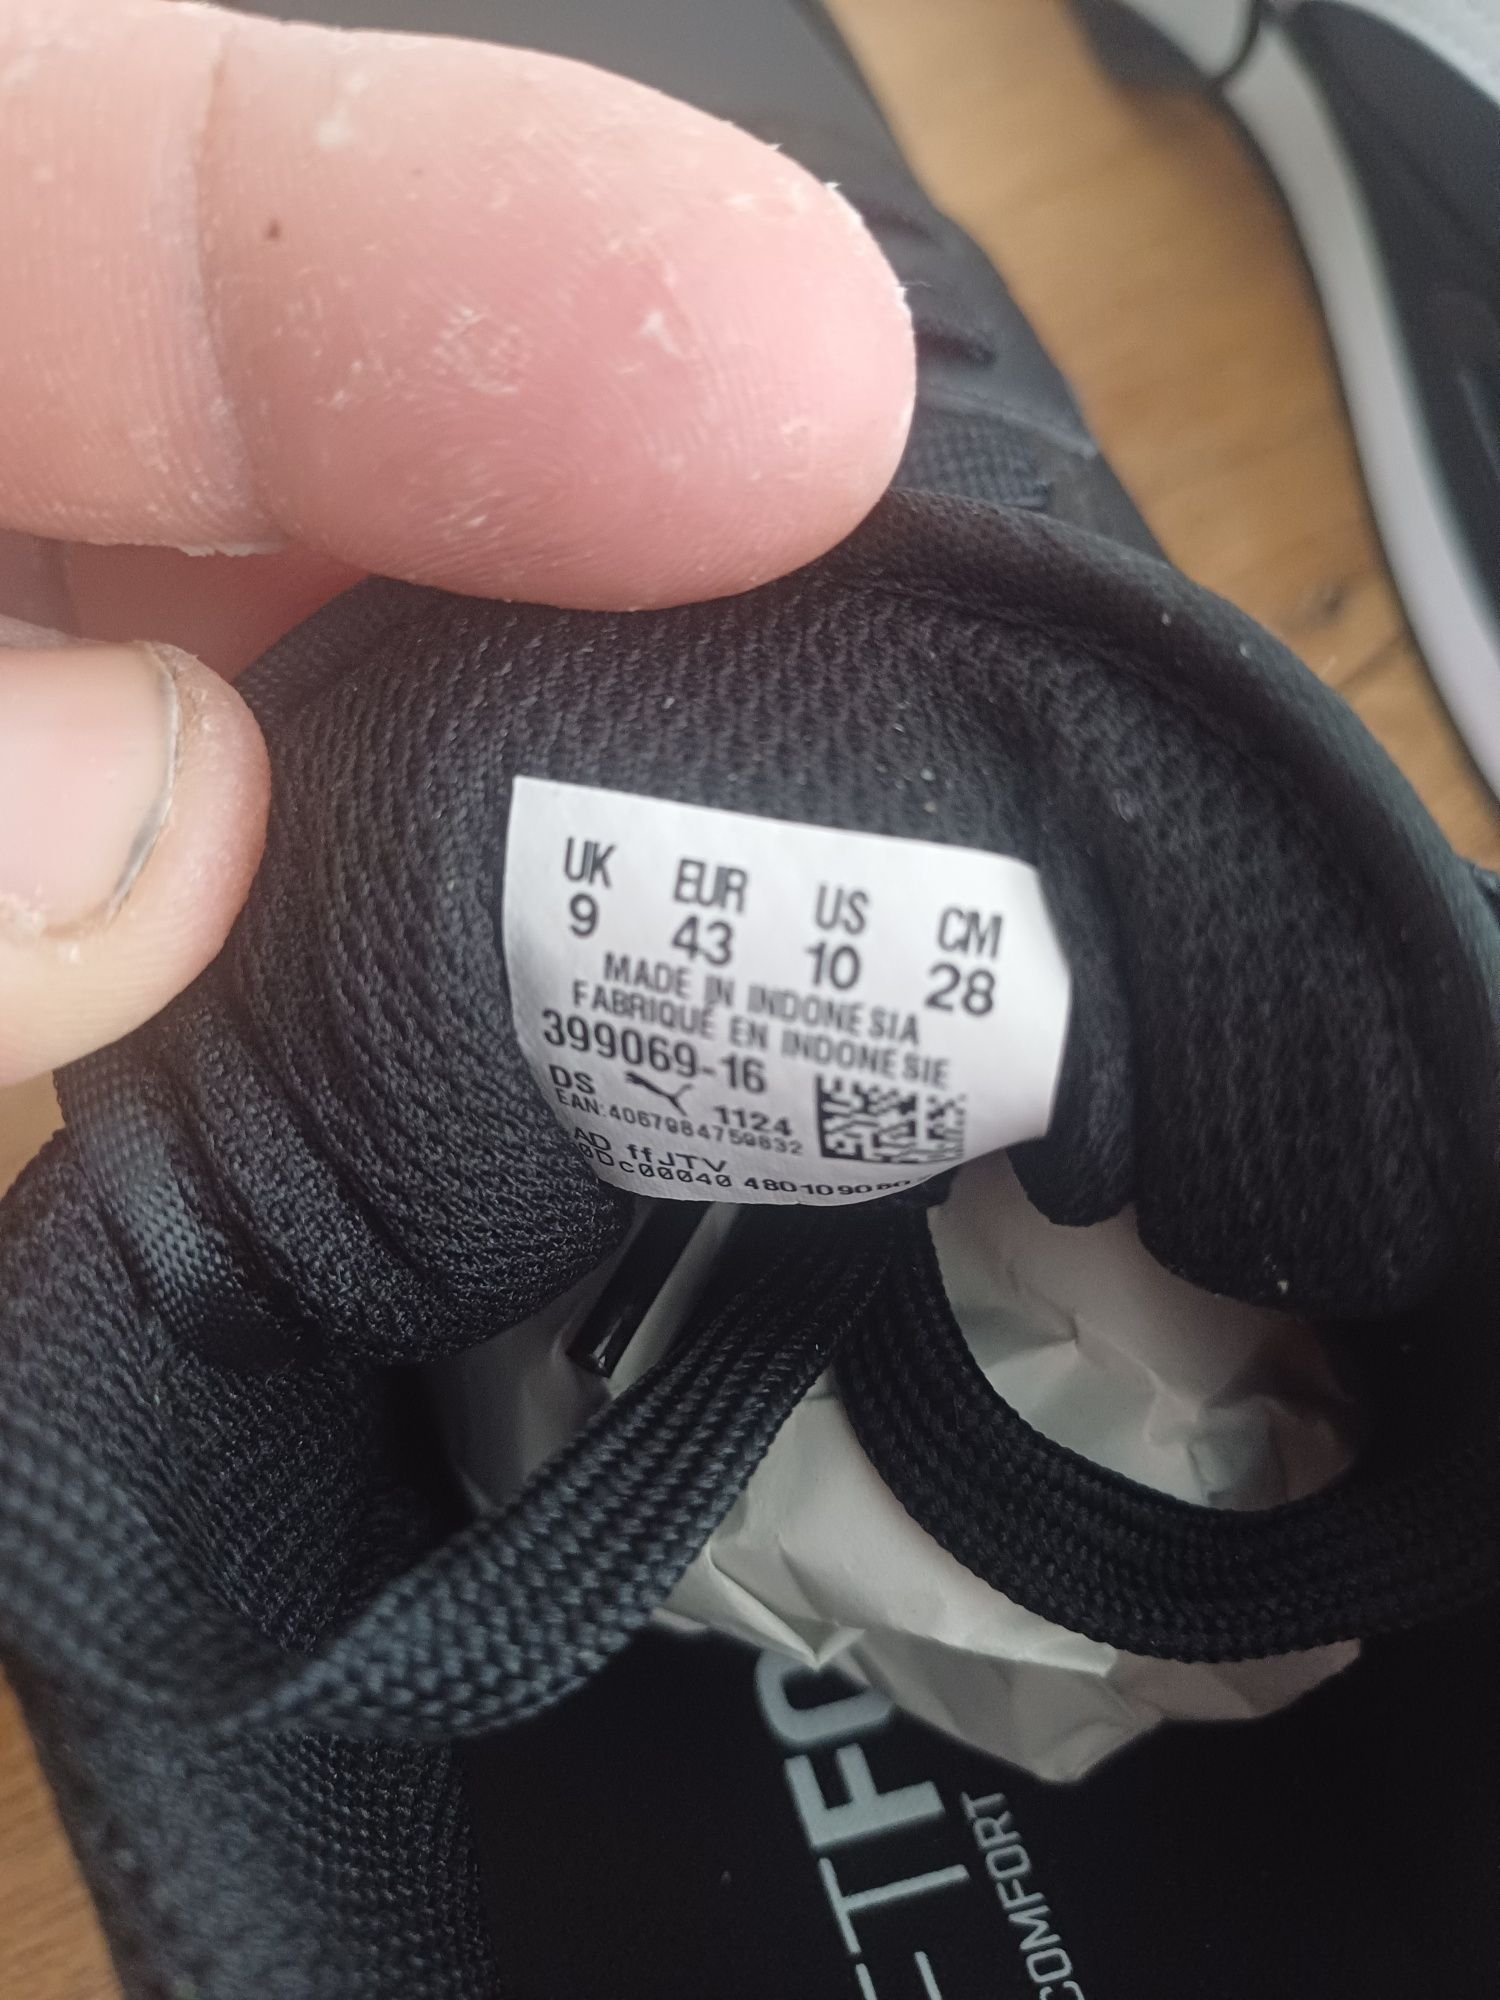 UK EUR US CM
9 43 10 28
MADE IN INDONESIA
FABRIQUÉ EN INDONESIE
399069-16
DS 1124
EAN:4067984759832
AD ffJTV
COMFORT